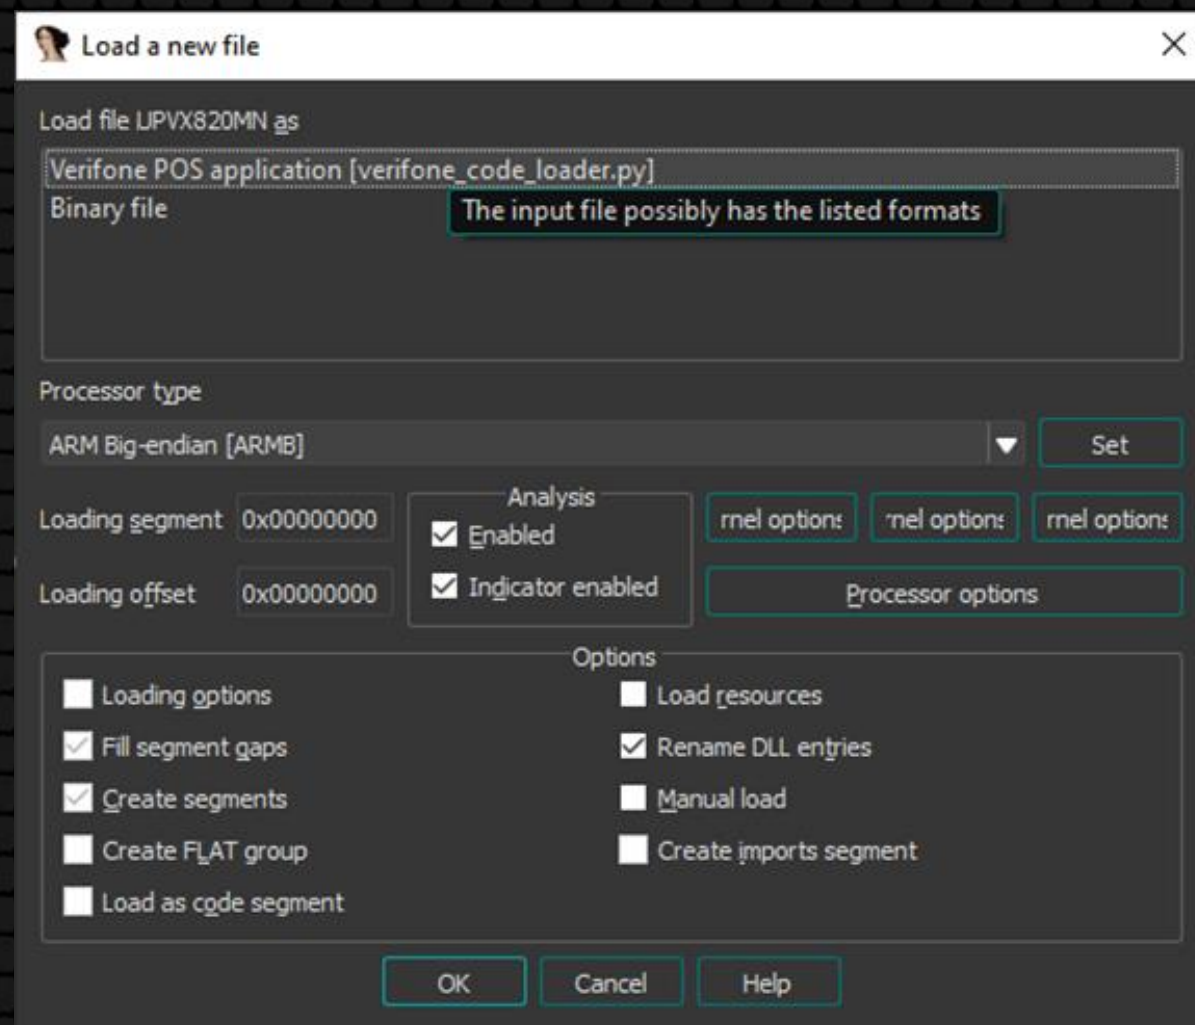 Load a new file
Load file UPVX820MN as
Verifone POS application [verifone_code_loader.py]
Binary file
The input file possibly has the listed formats
Processor type
ARM Big-endian [ARMB]
Set
Loading segment 0x00000000
Loading offset 0x00000000
Analysis
Enabled
Indicator enabled
rnel options
rnel options
rnel options
Processor options
Options
Loading options
Load resources
Fill segment gaps
Rename DLL entries
Create segments
Manual load
Create FLAT group
Create imports segment
Load as code segment
OK
Cancel
Help